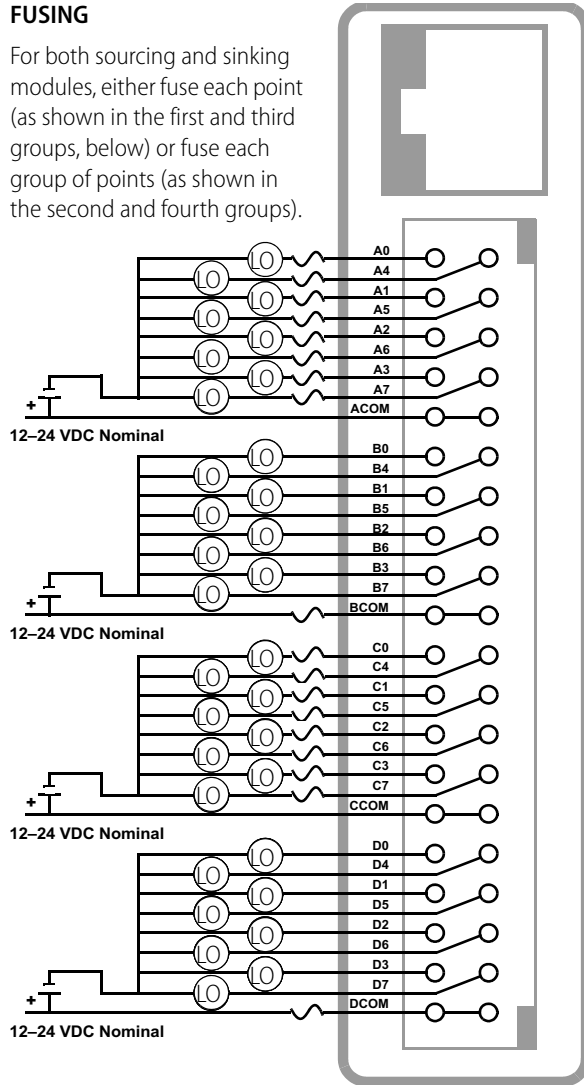 FUSING
For both sourcing and sinking
modules, either fuse each point
(as shown in the first and third
groups, below) or fuse each
group of points (as shown in
the second and fourth groups).
LO A0
LO A4
LO A1
LO A5
LO A2
LO A6
LO A3
LO A7
+ ACOM
12–24 VDC Nominal
LO B0
LO B4
LO B1
LO B5
LO B2
LO B6
LO B3
LO B7
+ BCOM
12–24 VDC Nominal
LO C0
LO C4
LO C1
LO C5
LO C2
LO C6
LO C3
LO C7
+ CCOM
12–24 VDC Nominal
LO D0
LO D4
LO D1
LO D5
LO D2
LO D6
LO D3
LO D7
+ DCOM
12–24 VDC Nominal